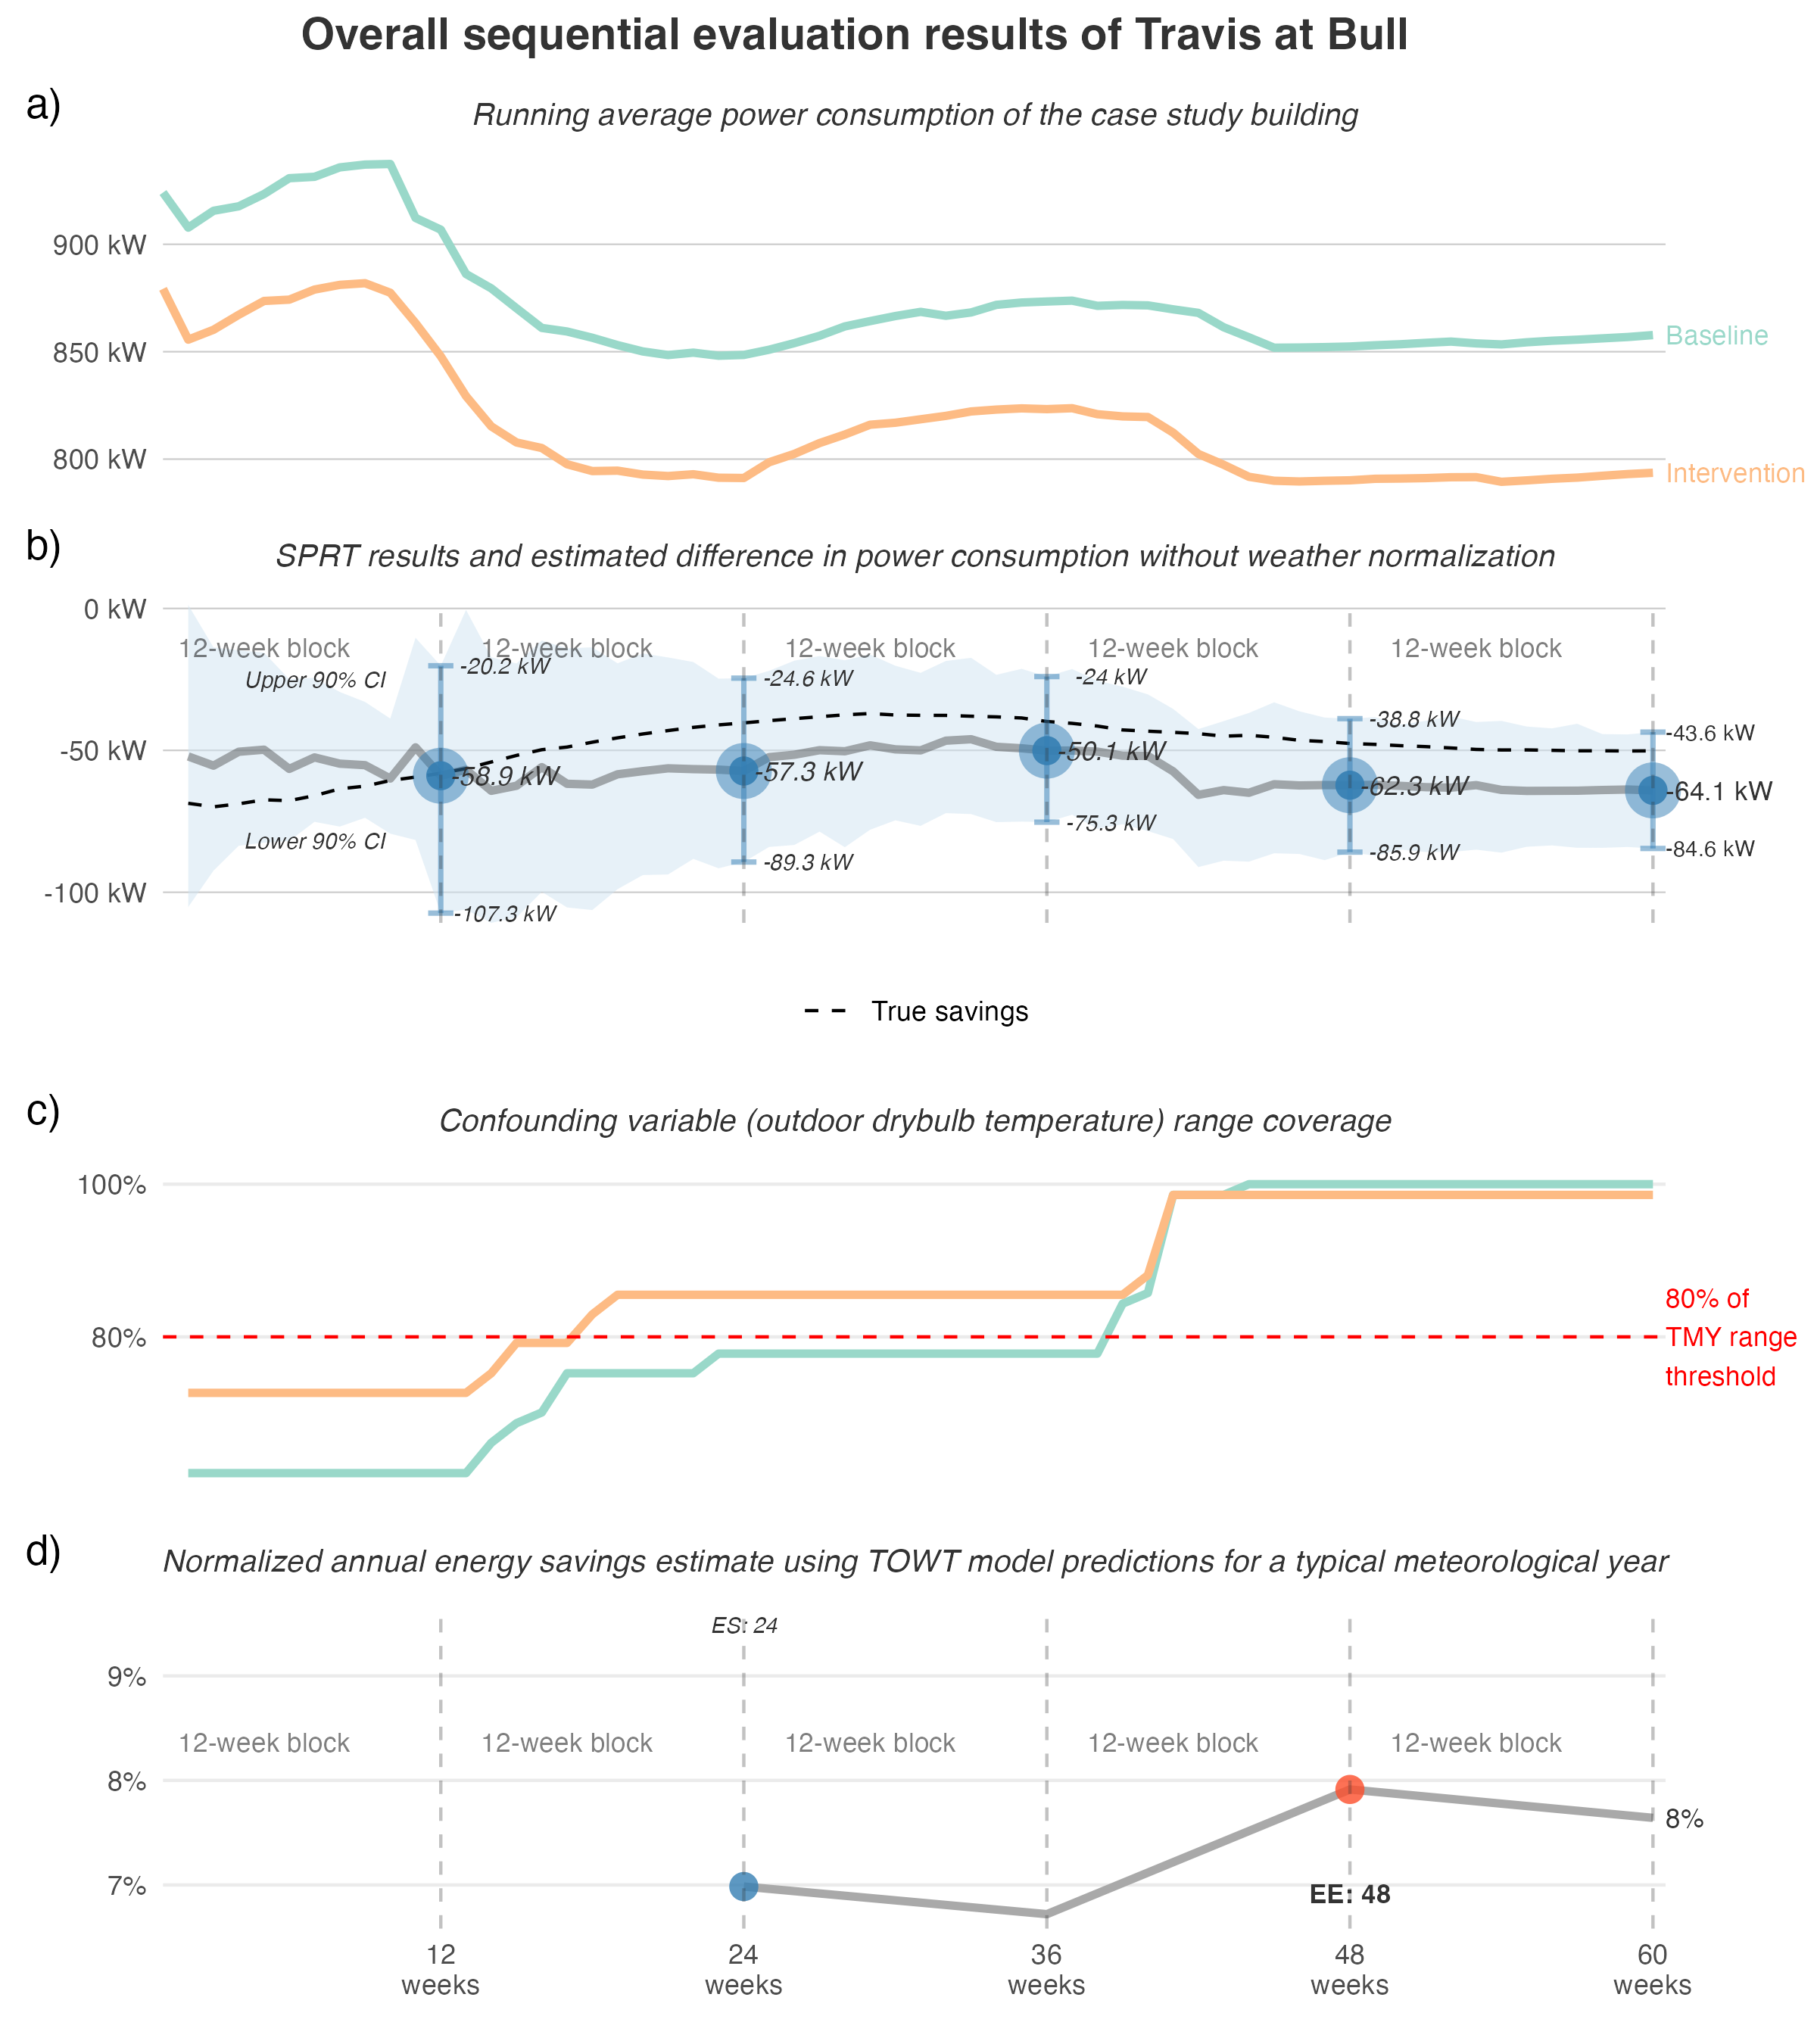 Overall sequential evaluation results of Travis at Bull
a)
Running average power consumption of the case study building
900 kW
850 kW
800 kW
Baseline
Intervention
b)
SPRT results and estimated difference in power consumption without weather normalization
0 kW
-50 kW
-100 kW
12-week block
12-week block
12-week block
12-week block
12-week block
Upper 90% CI
Lower 90% CI
-20.2 kW
-58.9 kW
-107.3 kW
-24.6 kW
-57.3 kW
-89.3 kW
-24 kW
-50.1 kW
-75.3 kW
-38.8 kW
-62.3 kW
-85.9 kW
-43.6 kW
-64.1 kW
-84.6 kW
True savings
c)
Confounding variable (outdoor drybulb temperature) range coverage
100%
80%
80% of
TMY range
threshold
d)
Normalized annual energy savings estimate using TOWT model predictions for a typical meteorological year
ES: 24
9%
8%
7%
12-week block
12-week block
12-week block
12-week block
12-week block
8%
EE: 48
12
weeks
24
weeks
36
weeks
48
weeks
60
weeks